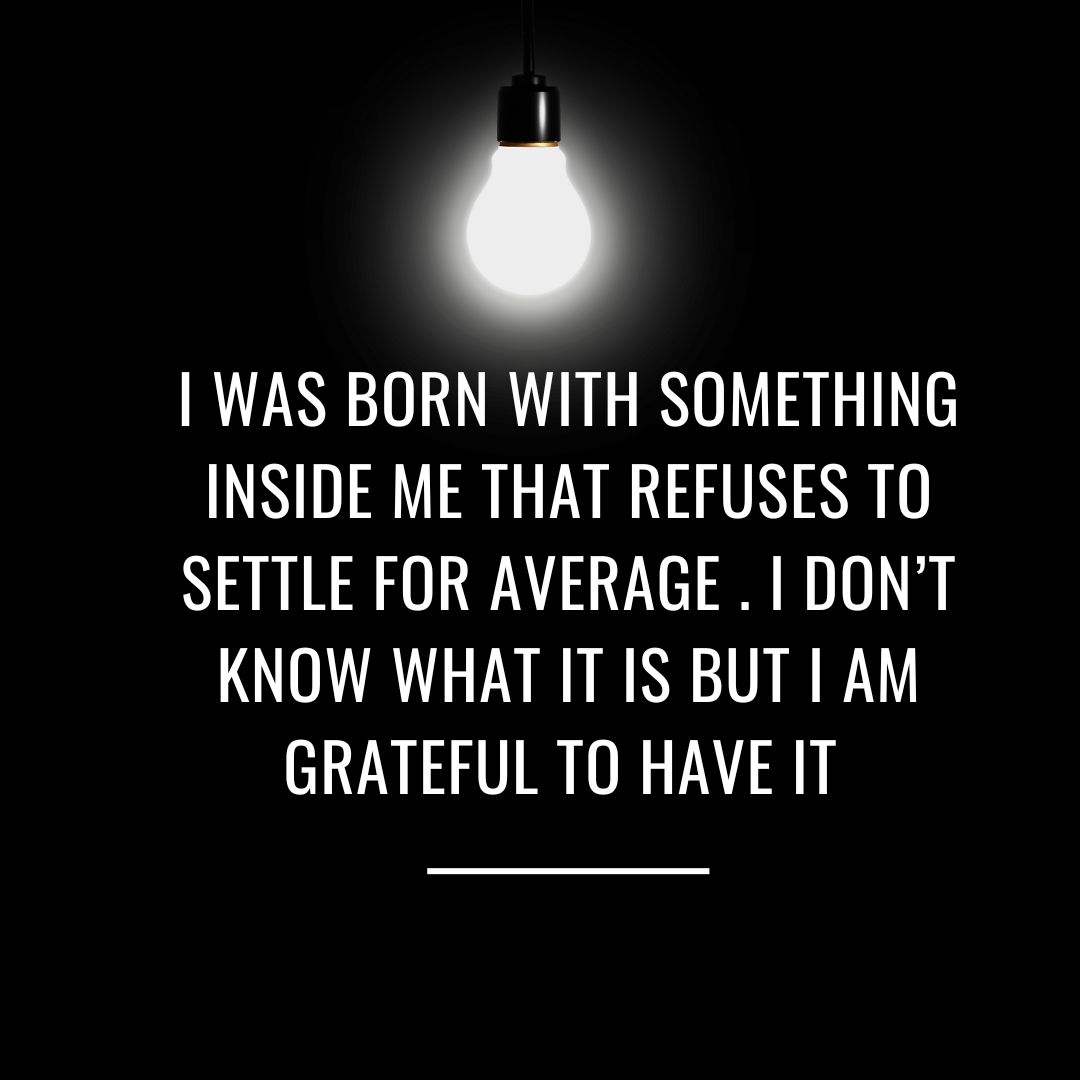 I WAS BORN WITH SOMETHING
INSIDE ME THAT REFUSES TO
SETTLE FOR AVERAGE . I DON’T
KNOW WHAT IT IS BUT I AM
GRATEFUL TO HAVE IT